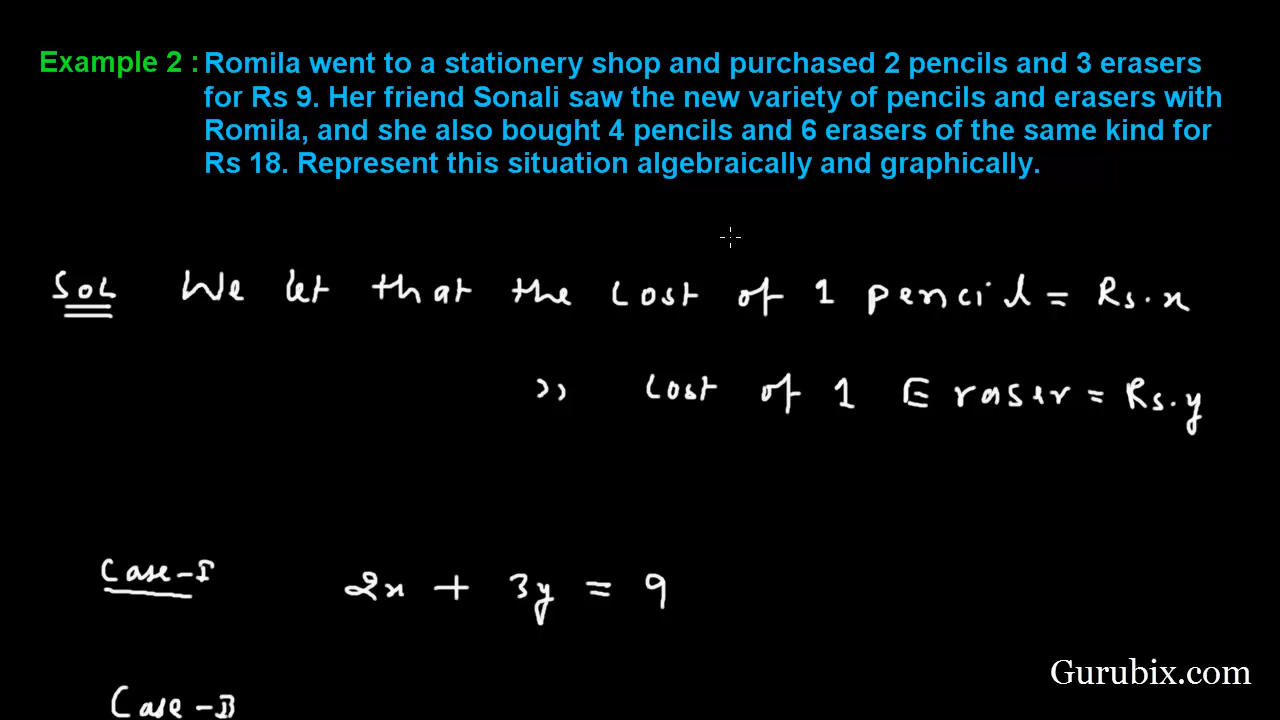 Example 2 : Romila went to a stationery shop and purchased 2 pencils and 3 erasers
for Rs 9. Her friend Sonali saw the new variety of pencils and erasers with
Romila, and she also bought 4 pencils and 6 erasers of the same kind for
Rs 18. Represent this situation algebraically and graphically.
Sol We let that the cost of 1 pencil = Rs. x
,, cost of 1 Eraser = Rs. y
Case-I 2x + 3y = 9
Case-II
Gurubix.com